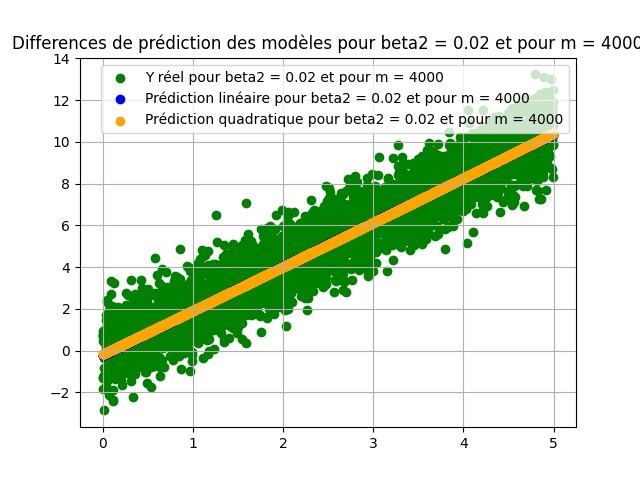 Differences de prédiction des modèles pour beta2 = 0.02 et pour m = 4000
Y réel pour beta2 = 0.02 et pour m = 4000
Prédiction linéaire pour beta2 = 0.02 et pour m = 4000
Prédiction quadratique pour beta2 = 0.02 et pour m = 4000
14
12
10
8
6
4
2
0
−2
0 1 2 3 4 5